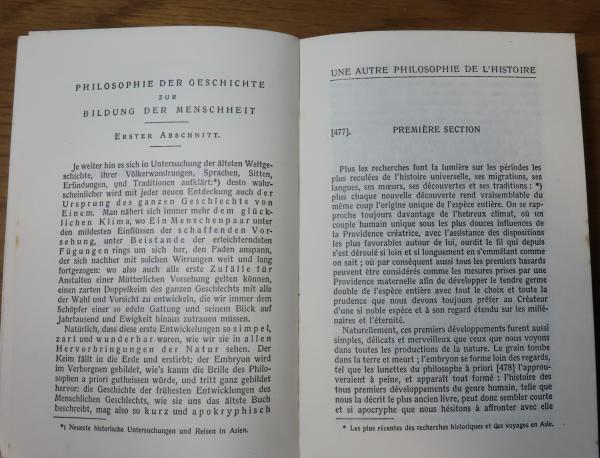 PHILOSOPHIE DER GESCHICHTE
ZUR
BILDUNG DER MENSCHHEIT
ERSTER ABSCHNITT.
Je weiter hin es sich in Untersuchung der ältsten Weltge-
schichte, ihrer Völkerwandrungen, Sprachen, Sitten,
Erfindungen, und Traditionen aufklärt:*) desto wahr-
scheinlicher wird mit jeder neuen Entdeckung auch der
Ursprung des ganzen Geschlechts von
Einem. Man nähert sich immer mehr dem glück-
lichen Klima, wo Ein Menschenpaar unter
den mildesten Einflüssen der schaffenden Vor-
sehung, unter Beistande der erleichterndsten
Fügungen rings um sich her, den Faden anspann,
der sich nachher mit solchen Wirrungen weit und lang
fortgezogen: wo also auch alle erste Zufälle für
Anstalten einer Mütterlichen Vorsehung gelten können,
einen zarten Doppelkeim des ganzen Geschlechts mit alle
der Wahl und Vorsicht zu entwickeln, die wir immer dem
Schöpfer einer so edeln Gattung und seinem Blick auf
Jahrtausend und Ewigkeit hinaus zutrauen müssen.
Natürlich, dass diese erste Entwickelungen so simpel,
zart und wunderbar waren, wie wir sie in allen
Hervorbringungen der Natur sehen. Der
Keim fällt in die Erde und erstirbt; der Embryon wird
im Verborgnen gebildet, wie's kaum die Brille des Philo-
sophen a priori gutheissen würde, und tritt ganz gebildet
hervor: die Geschichte der frühesten Entwicklungen des
Menschlichen Geschlechts, wie sie uns das ältste Buch
beschreibt, mag also so kurz und apokryphisch
*) Neueste historische Untersuchungen und Reisen in Asien.
UNE AUTRE PHILOSOPHIE DE L'HISTOIRE
[477]. PREMIÈRE SECTION
Plus les recherches font la lumière sur les périodes les
plus reculées de l'histoire universelle, ses migrations, ses
langues, ses mœurs, ses découvertes et ses traditions : *)
plus chaque nouvelle découverte rend vraisemblable du
même coup l'origine unique de l'espèce entière. On se rap-
proche toujours davantage de l'heureux climat, où un
couple humain unique sous les plus douces influences de
la Providence créatrice, avec l'assistance des dispositions
les plus favorables autour de lui, ourdit le fil qui depuis
s'est déroulé si loin et si longuement en s'emmêlant comme
on sait ; où par conséquent aussi tous les premiers hasards
peuvent être considérés comme les mesures prises par une
Providence maternelle afin de développer le tendre germe
double de l'espèce entière avec tout le choix et toute la
prudence que nous devons toujours prêter au Créateur
d'une si noble espèce et à son regard étendu sur les millé-
naires et l'éternité.
Naturellement, ces premiers développements furent aussi
simples, délicats et merveilleux que ceux que nous voyons
dans toutes les productions de la nature. Le grain tombe
dans la terre et meurt ; l'embryon se forme loin des regards,
tel que les lunettes du philosophe à priori [478] l'approu-
veraient à peine, et apparaît tout formé : l'histoire des
tous premiers développements du genre humain, telle que
nous la décrit le plus ancien livre, peut donc sembler courte
et si apocryphe que nous hésitons à affronter avec elle
* Les plus récentes des recherches historiques et des voyages en Asie.